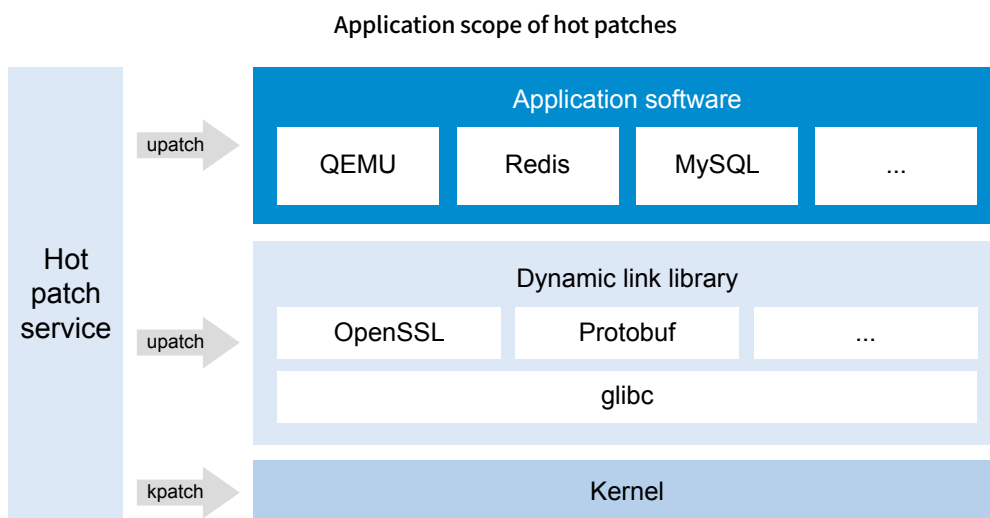 Application scope of hot patches
Hot
patch
service
upatch
Application software
QEMU
Redis
MySQL
...
upatch
Dynamic link library
OpenSSL
Protobuf
...
glibc
kpatch
Kernel